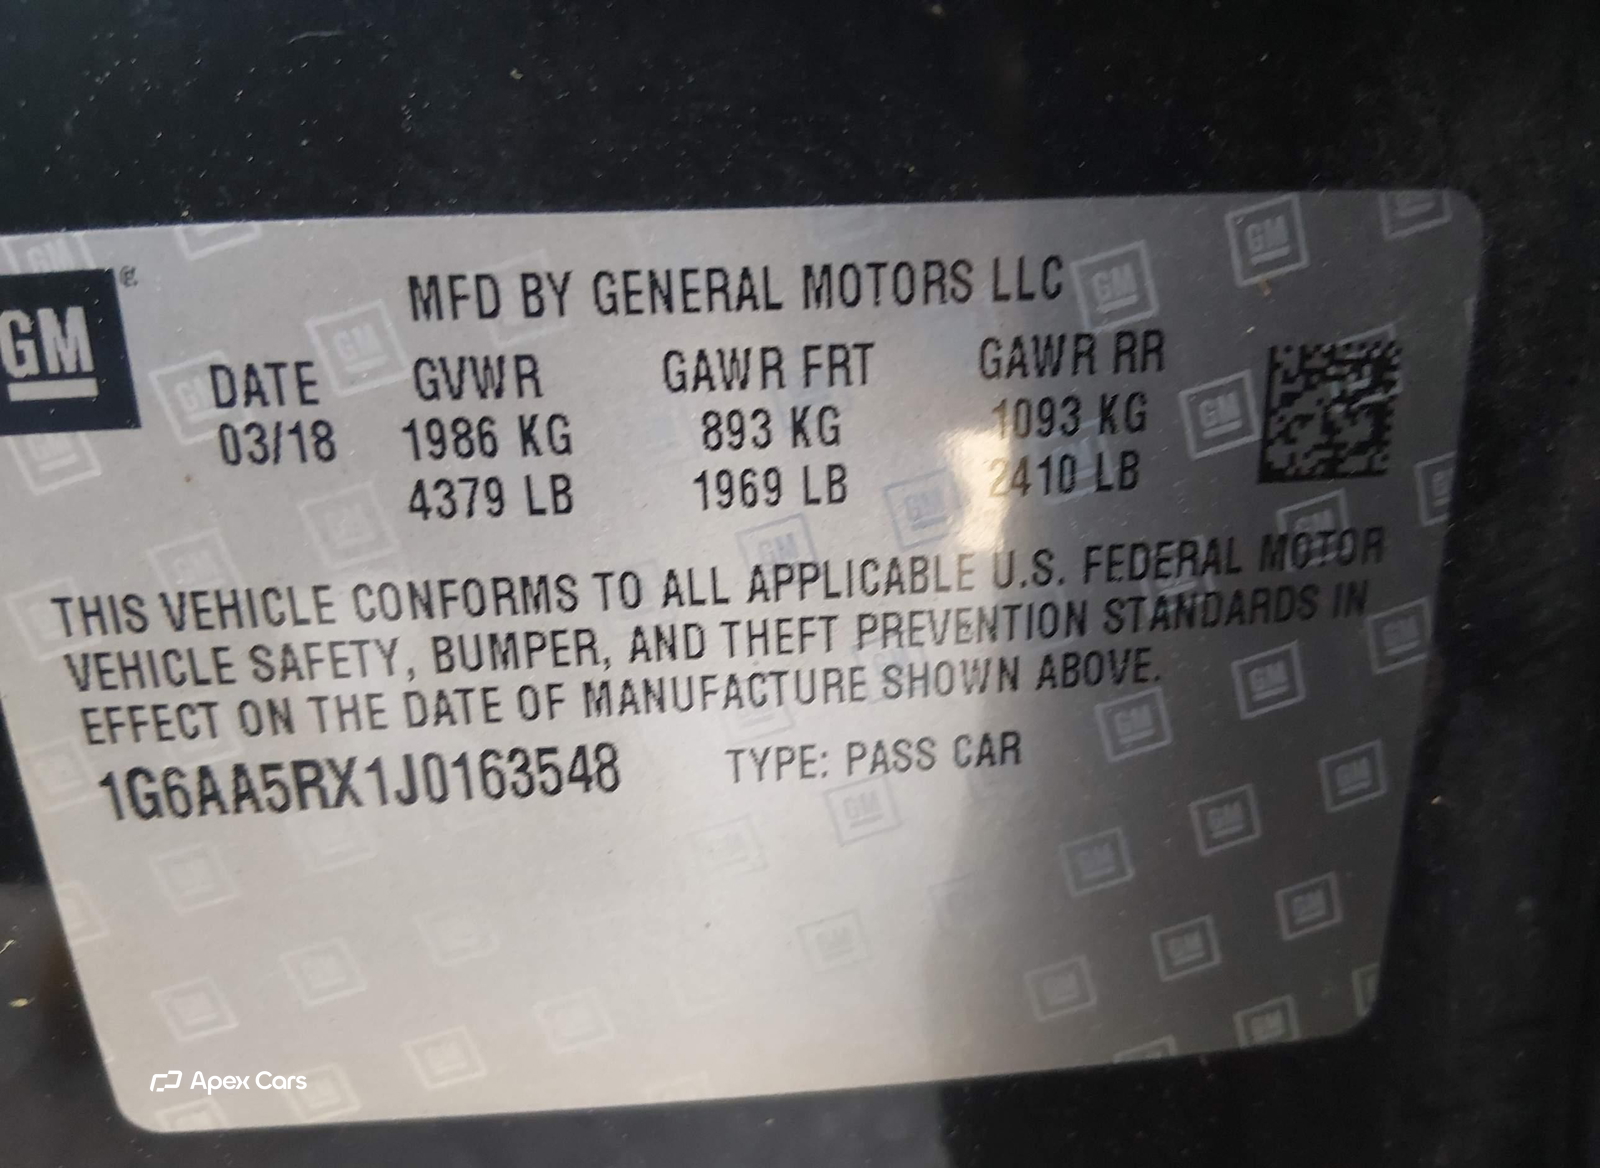 GM
MFD BY GENERAL MOTORS LLC
DATE GVWR GAWR FRT GAWR RR
03/18 1986 KG 893 KG 1093 KG
4379 LB 1969 LB 2410 LB
THIS VEHICLE CONFORMS TO ALL APPLICABLE U.S. FEDERAL MOTOR
VEHICLE SAFETY, BUMPER, AND THEFT PREVENTION STANDARDS IN
EFFECT ON THE DATE OF MANUFACTURE SHOWN ABOVE.
1G6AA5RX1J0163548 TYPE: PASS CAR
Apex Cars